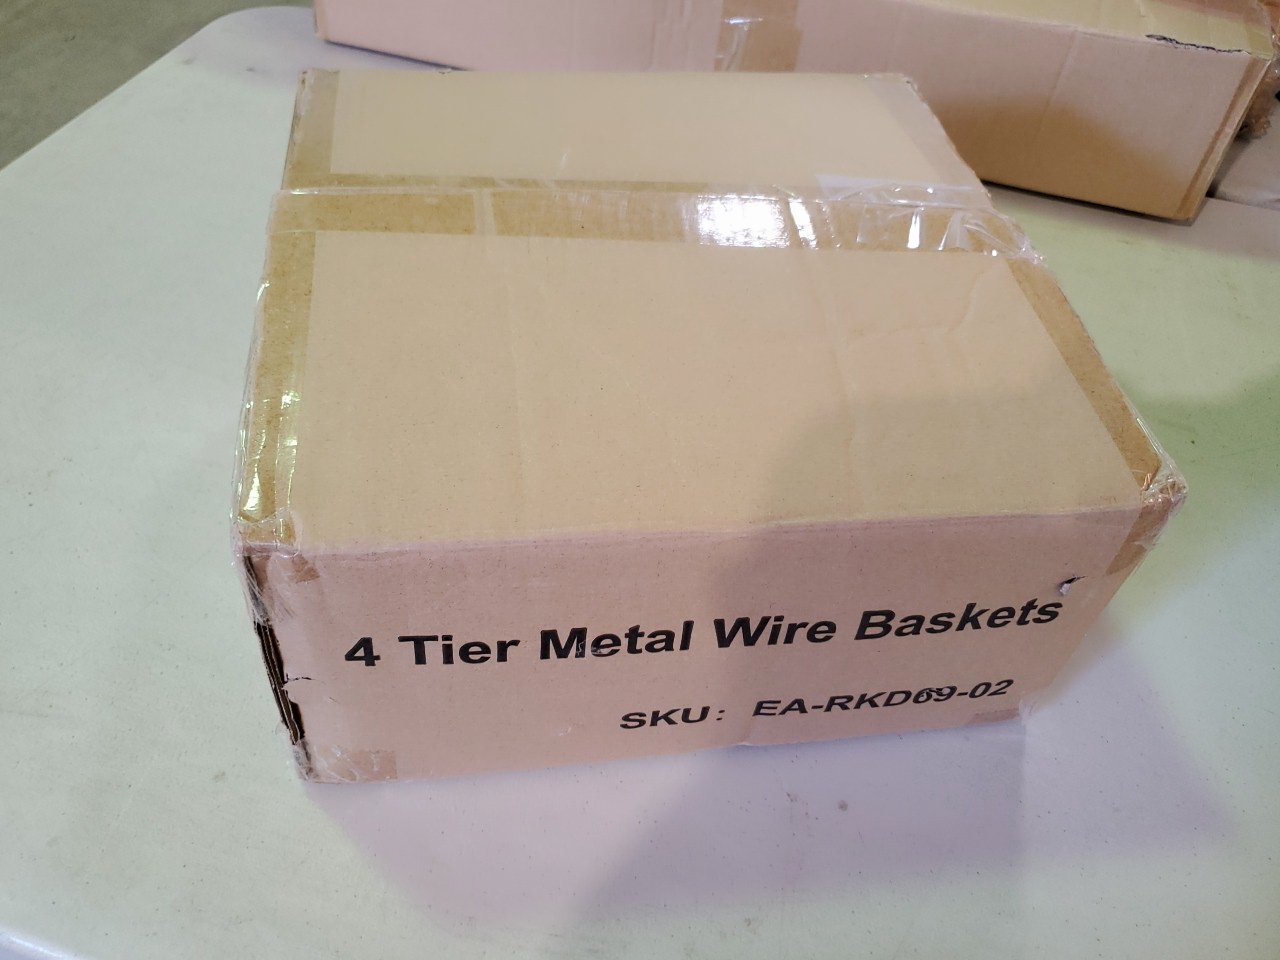 4 Tier Metal Wire Baskets
SKU: EA-RKD69-02